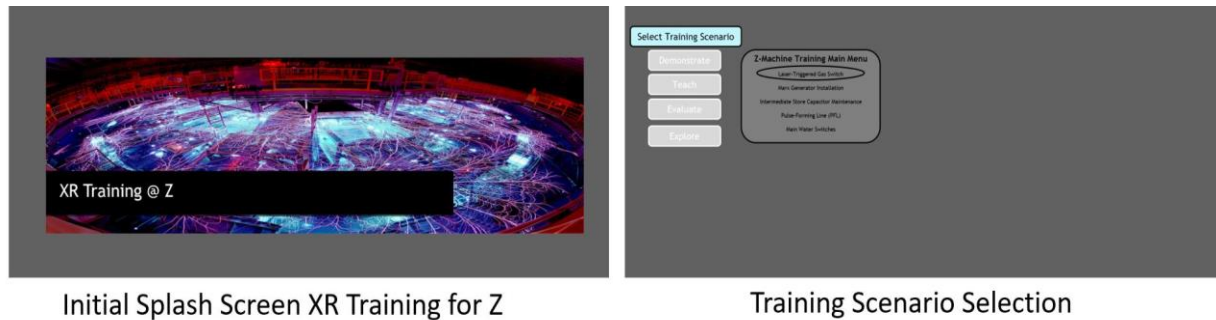 XR Training @ Z
Initial Splash Screen XR Training for Z
Select Training Scenario
Demonstrate
Teach
Evaluate
Explore
Z-Machine Training Main Menu
Laser-Triggered Gas Switch
Marx Generator Installation
Intermediate Store Capacitor Maintenance
Pulse-Forming Line (PFL)
Main Water Switches
Training Scenario Selection